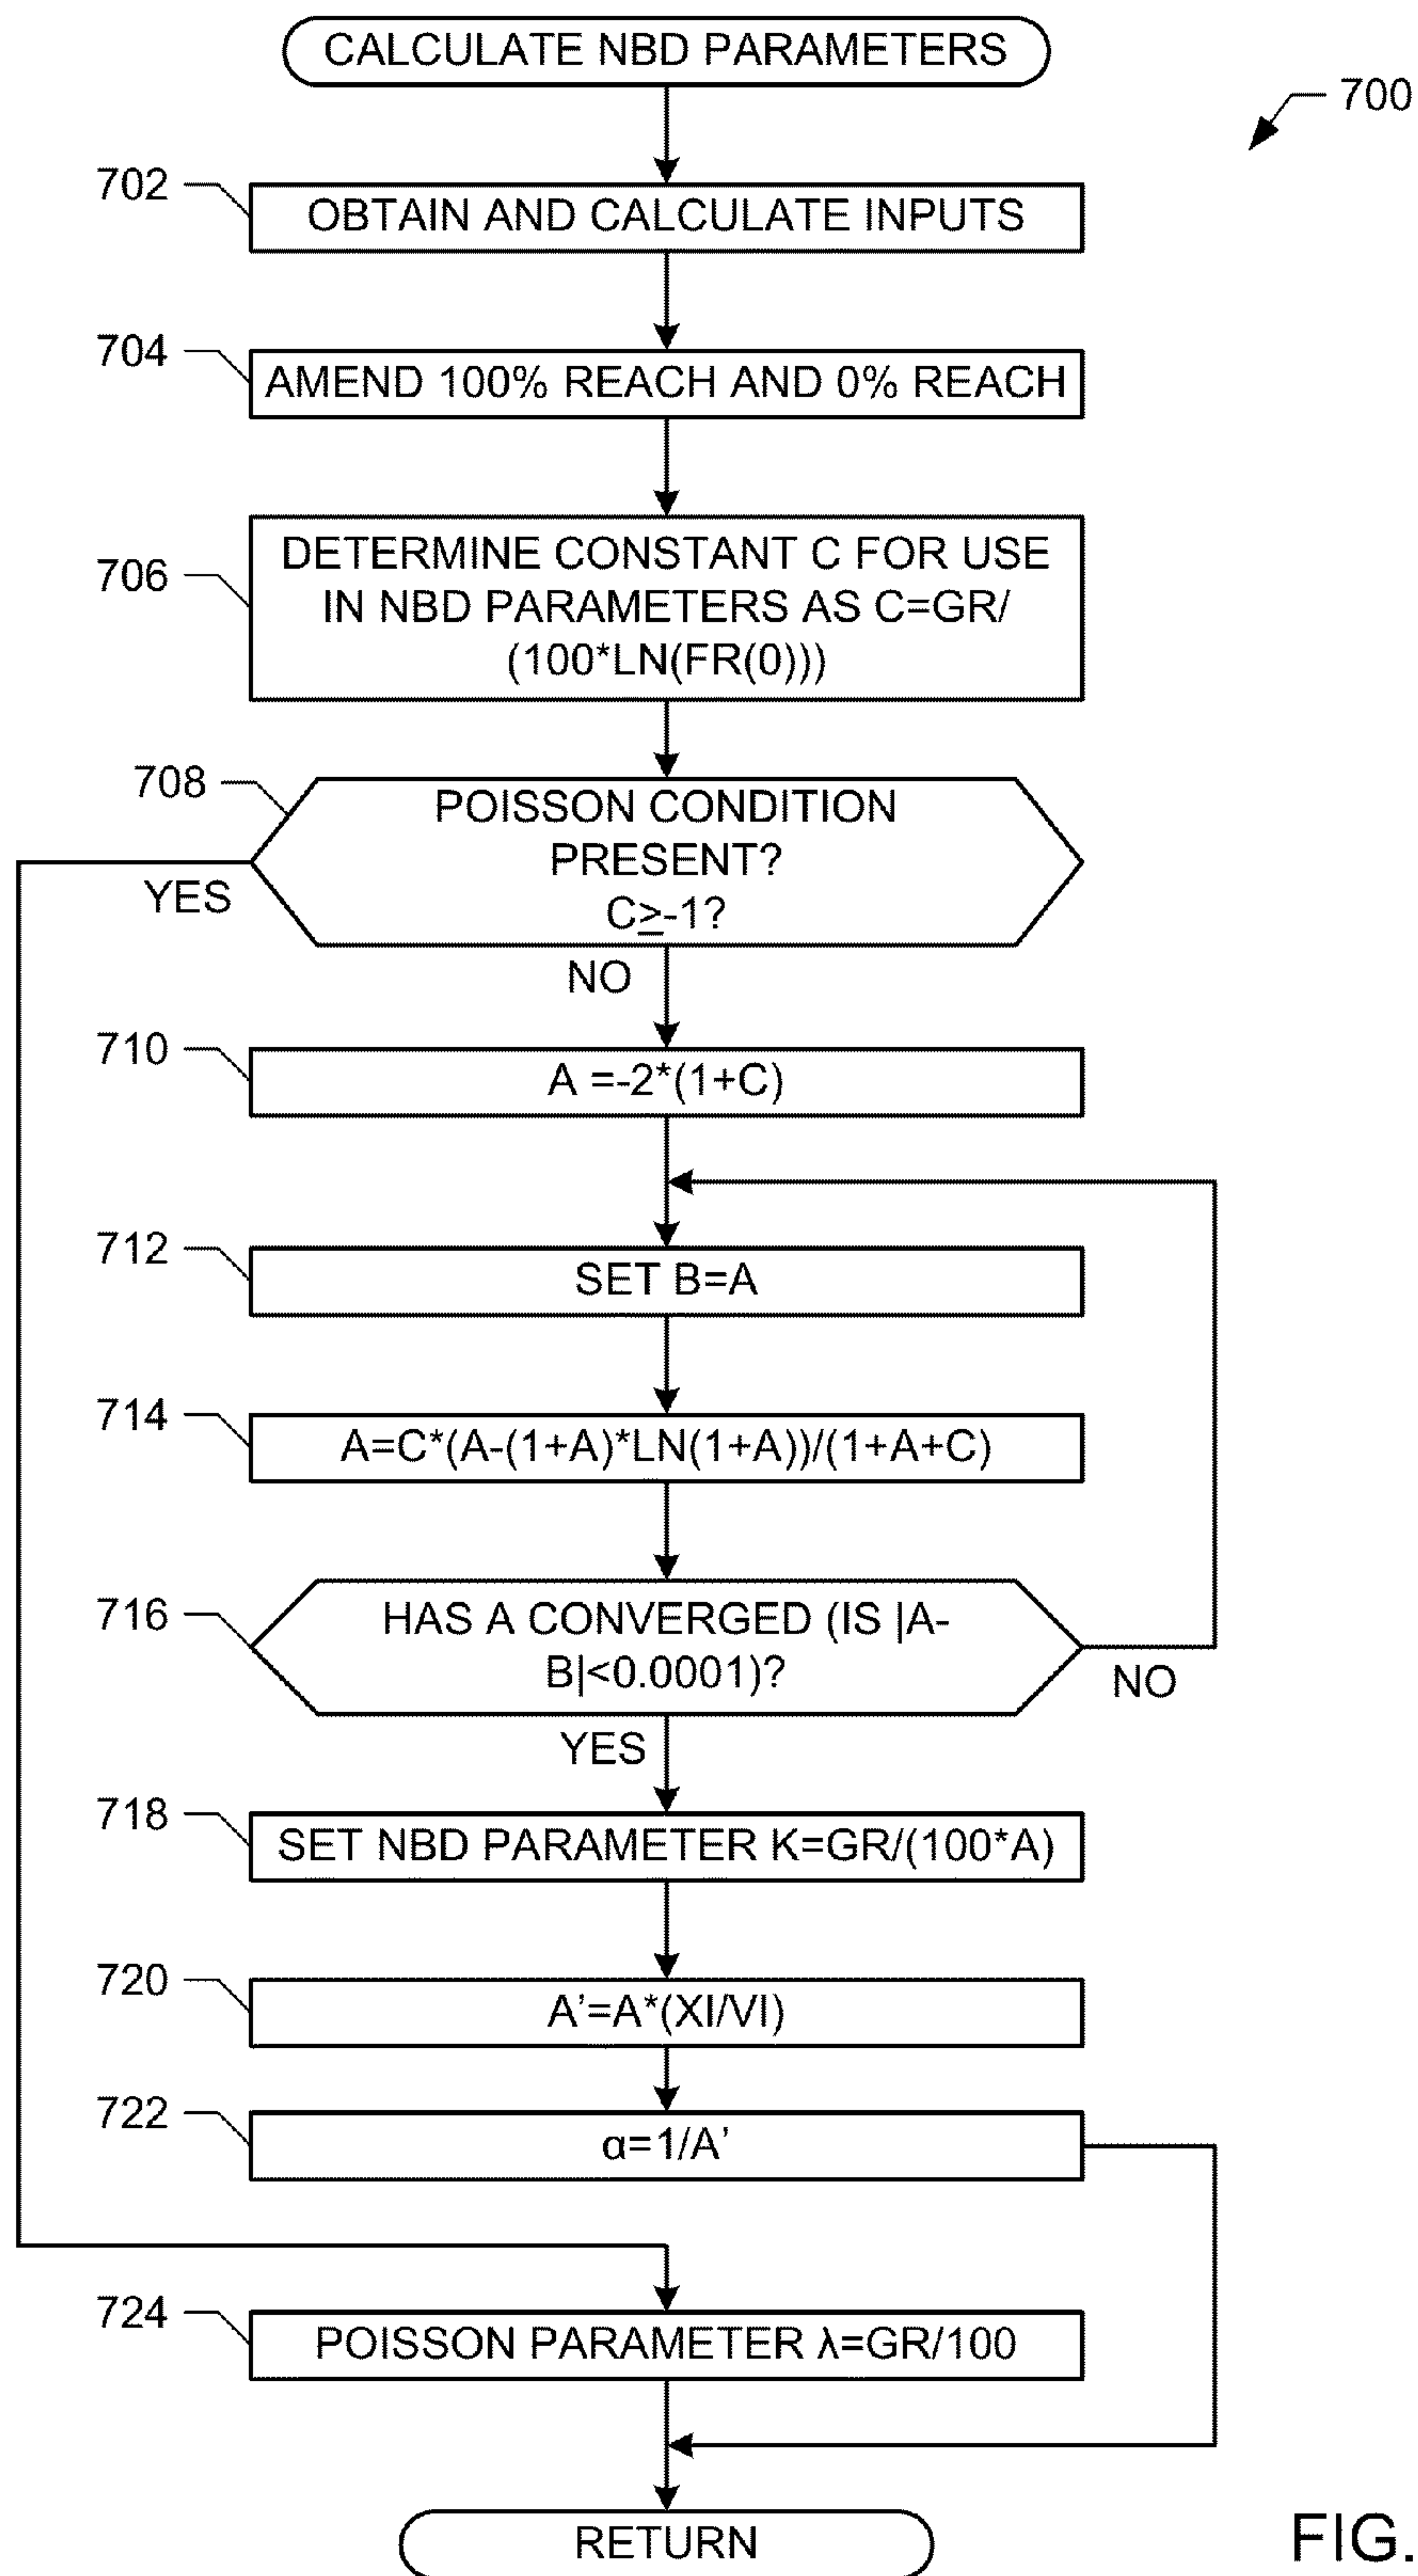 CALCULATE NBD PARAMETERS
700
702
OBTAIN AND CALCULATE INPUTS
704
AMEND 100% REACH AND 0% REACH
706
DETERMINE CONSTANT C FOR USE
IN NBD PARAMETERS AS C=GR/
(100*LN(FR(0)))
708
POISSON CONDITION
PRESENT?
C≥-1?
YES
NO
710
A =-2*(1+C)
712
SET B=A
714
A=C*(A-(1+A)*LN(1+A))/(1+A+C)
716
HAS A CONVERGED (IS |A-
B|<0.0001)?
NO
YES
718
SET NBD PARAMETER K=GR/(100*A)
720
A’=A*(XI/VI)
722
α=1/A’
724
POISSON PARAMETER λ=GR/100
RETURN
FIG.